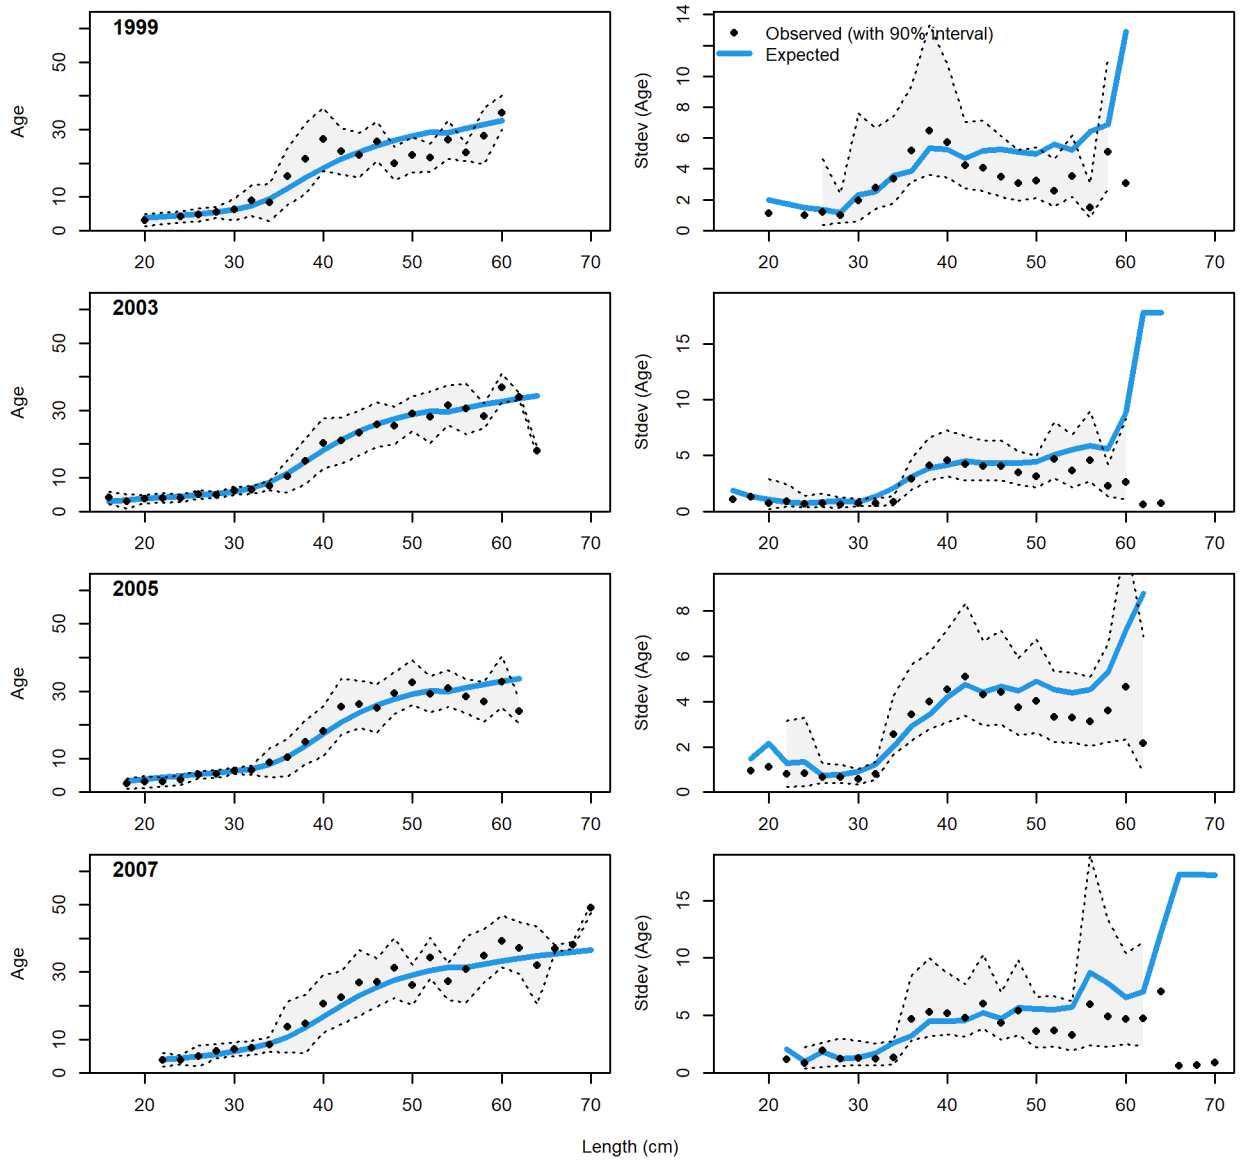 1999
Age
0 10 30 50
20 30 40 50 60 70
Observed (with 90% interval)
Expected
Stdev (Age)
0 2 4 6 8 10 14
20 30 40 50 60 70
2003
Age
0 10 30 50
20 30 40 50 60 70
Stdev (Age)
0 5 10 15
20 30 40 50 60 70
2005
Age
0 10 30 50
20 30 40 50 60 70
Stdev (Age)
0 2 4 6 8
20 30 40 50 60 70
2007
Age
0 10 30 50
20 30 40 50 60 70
Stdev (Age)
0 5 10 15
20 30 40 50 60 70
Length (cm)